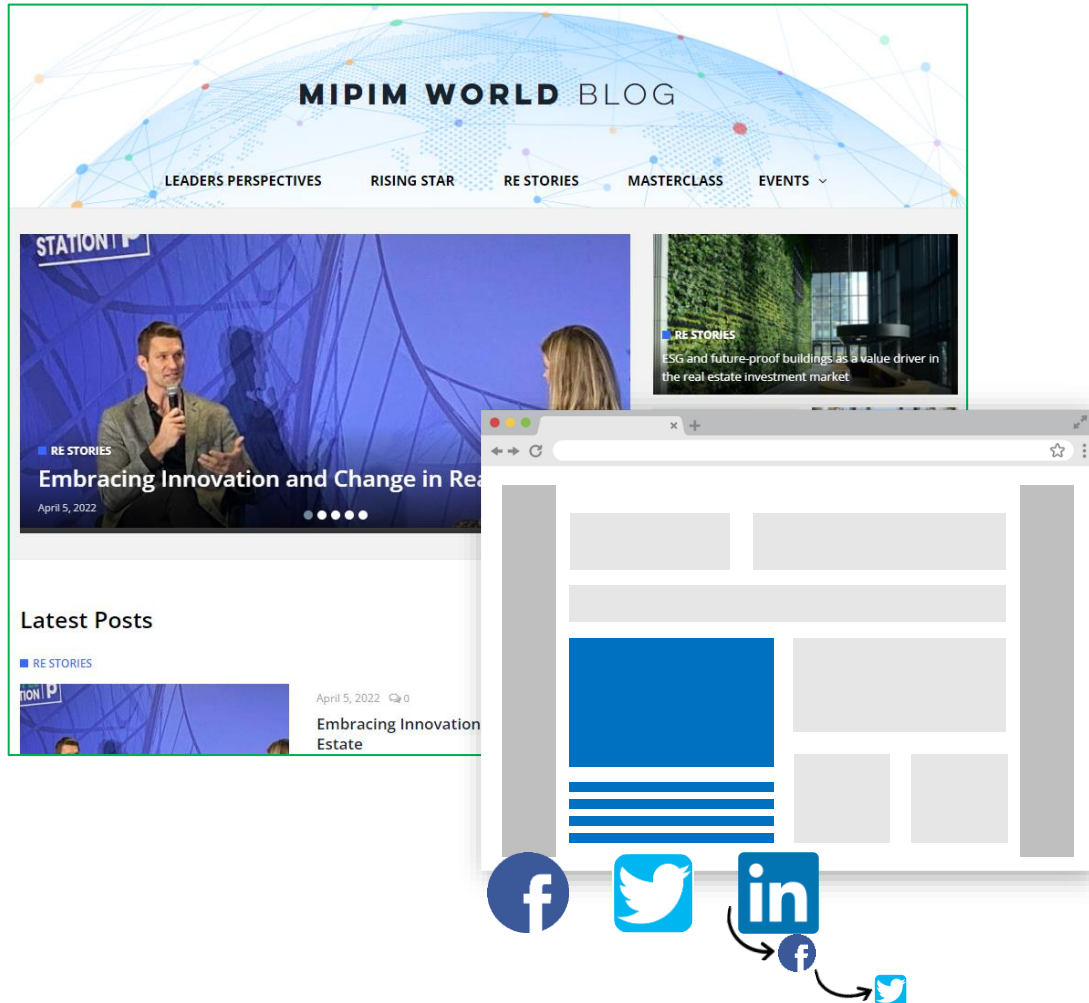 MIPIM WORLD BLOG
LEADERS PERSPECTIVES RISING STAR RE STORIES MASTERCLASS EVENTS
STATION P
RE STORIES
Embracing Innovation and Change in Rea
April 5, 2022
RE STORIES
ESG and future-proof buildings as a value driver in
the real estate investment market
Latest Posts
RE STORIES
TION P
April 5, 2022 0
Embracing Innovation
Estate
f
in
f